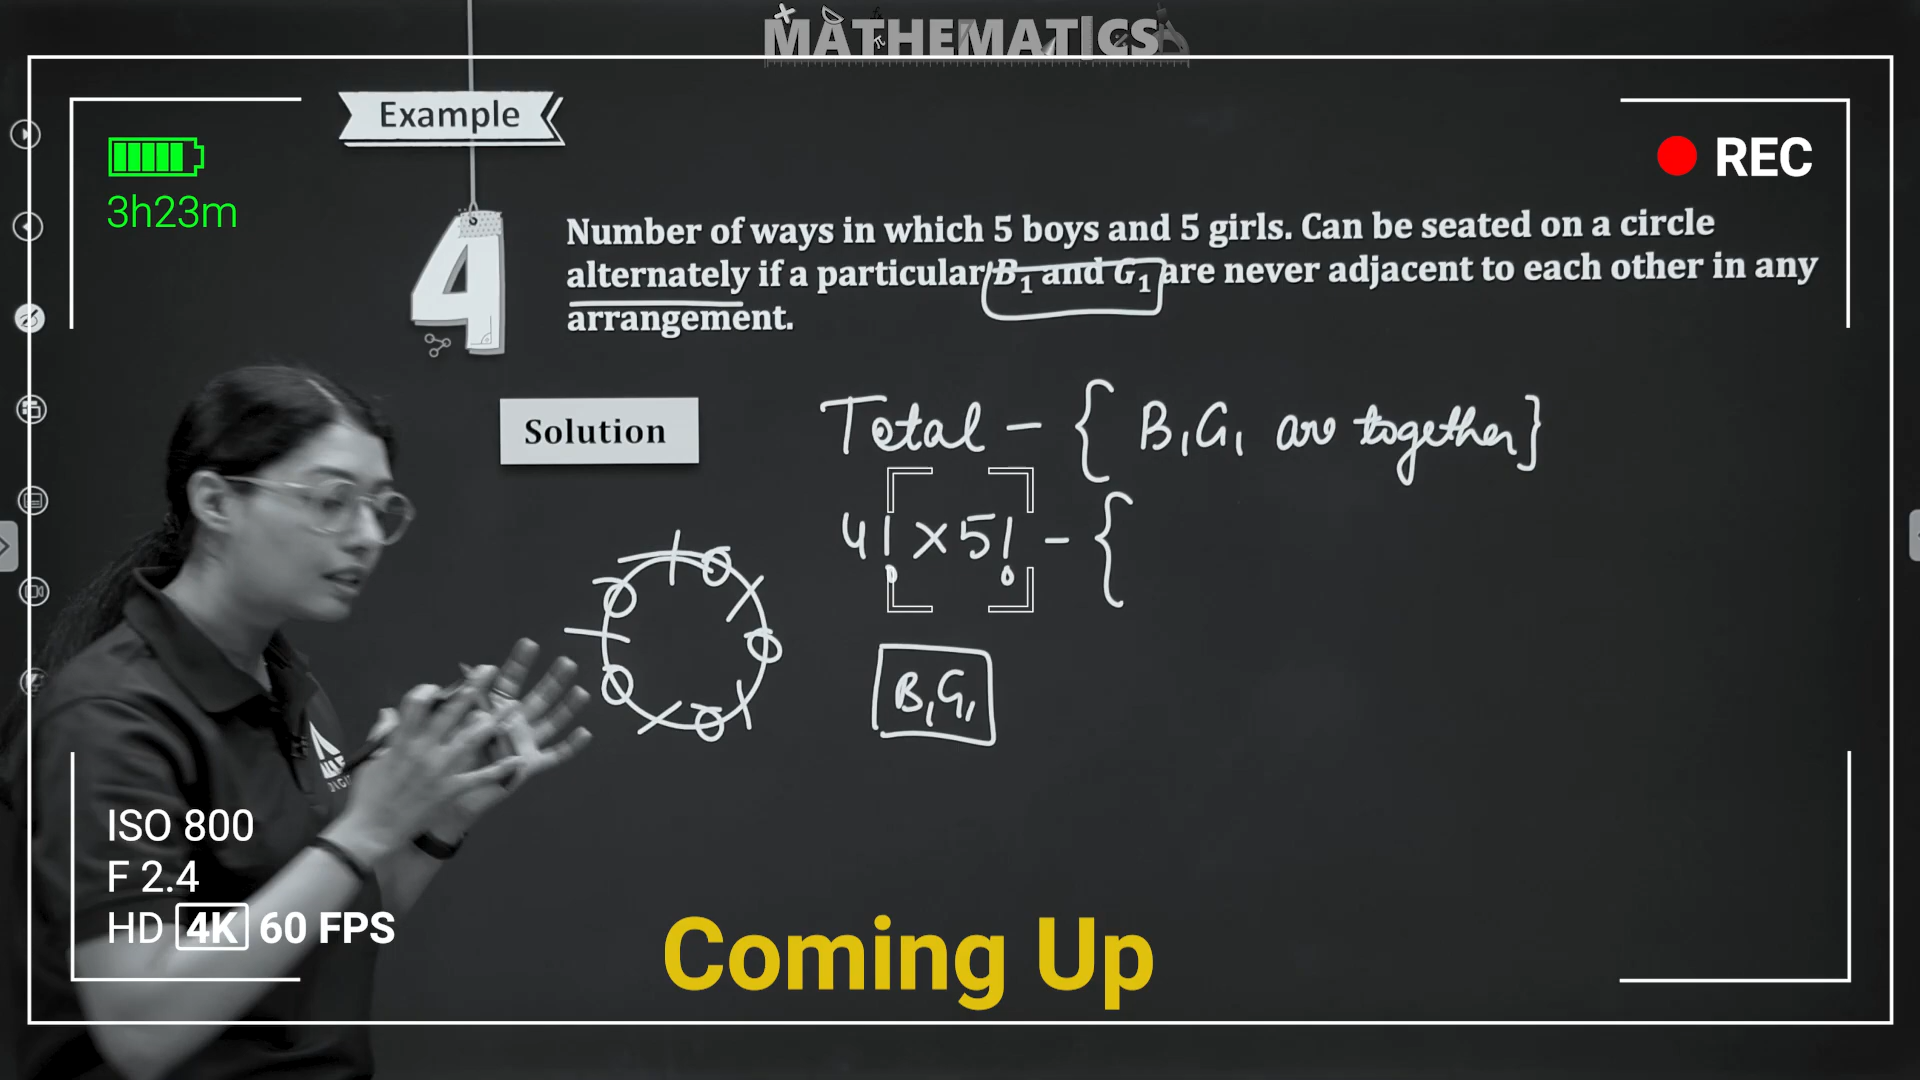 MATHEMATICS
Example
3h23m
REC
4
Number of ways in which 5 boys and 5 girls. Can be seated on a circle
alternately if a particular B₁ and G₁ are never adjacent to each other in any
arrangement.
Solution
Total - { B₁G₁ are together}
4! × 5! - {
B₁G₁
ISO 800
F 2.4
HD 4K 60 FPS
Coming Up